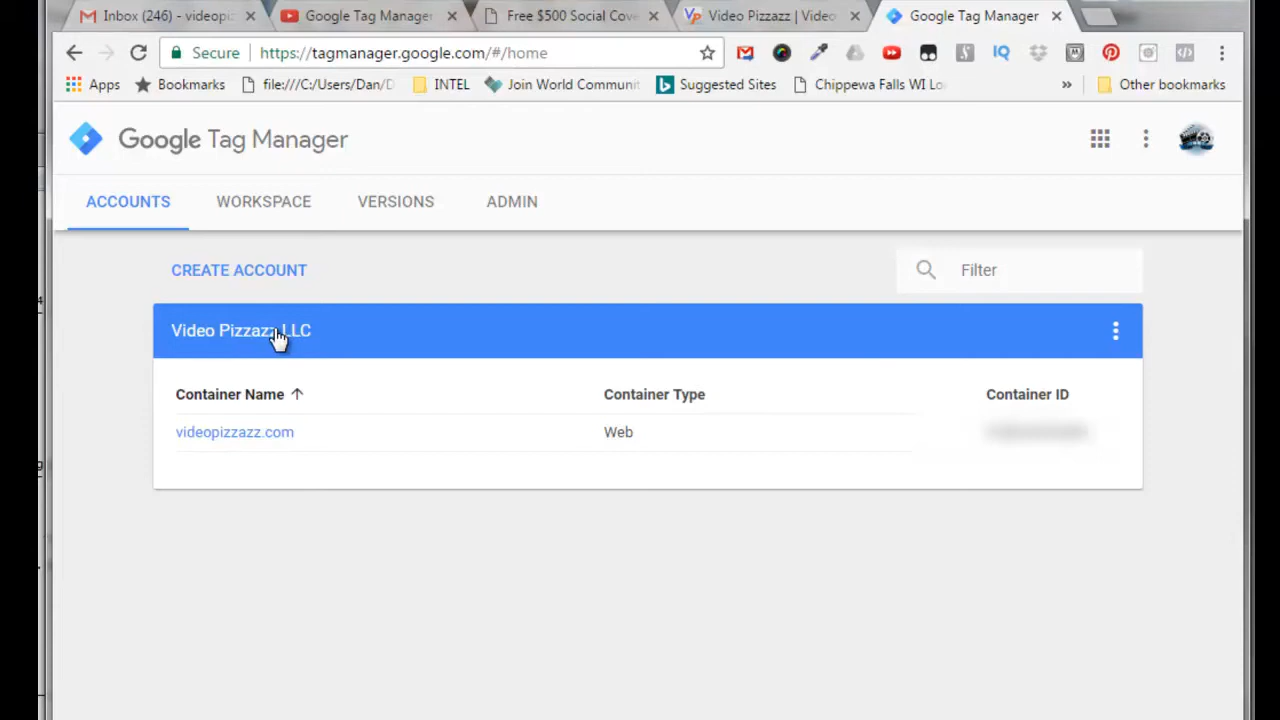 Inbox (246) - videopiz
Google Tag Manager
Free $500 Social Cove
Video Pizzazz | Video
Google Tag Manager
Secure
https://tagmanager.google.com/#/home
Apps
Bookmarks
file:///C:/Users/Dan/D
INTEL
Join World Communit
Suggested Sites
Chippewa Falls WI Lo
»
Other bookmarks
Google Tag Manager
ACCOUNTS
WORKSPACE
VERSIONS
ADMIN
CREATE ACCOUNT
Filter
Video Pizzazz LLC
Container Name
Container Type
Container ID
videopizzazz.com
Web